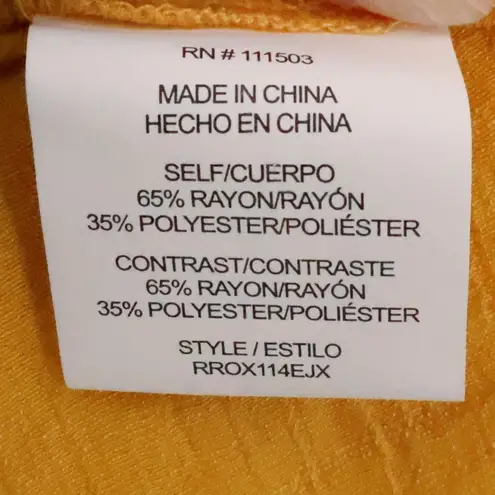 RN # 111503
MADE IN CHINA
HECHO EN CHINA
SELF/CUERPO
65% RAYON/RAYÓN
35% POLYESTER/POLIÉSTER
CONTRAST/CONTRASTE
65% RAYON/RAYÓN
35% POLYESTER/POLIÉSTER
STYLE / ESTILO
RROX114EJX